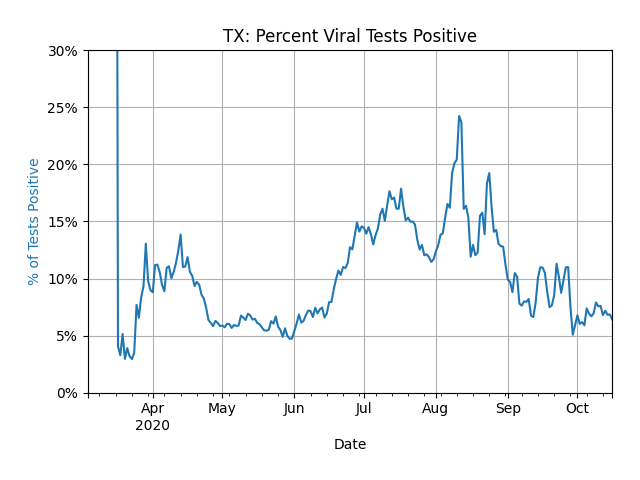 TX: Percent Viral Tests Positive
30%
25%
20%
15%
10%
5%
0%
% of Tests Positive
Apr
2020
May
Jun
Jul
Aug
Sep
Oct
Date